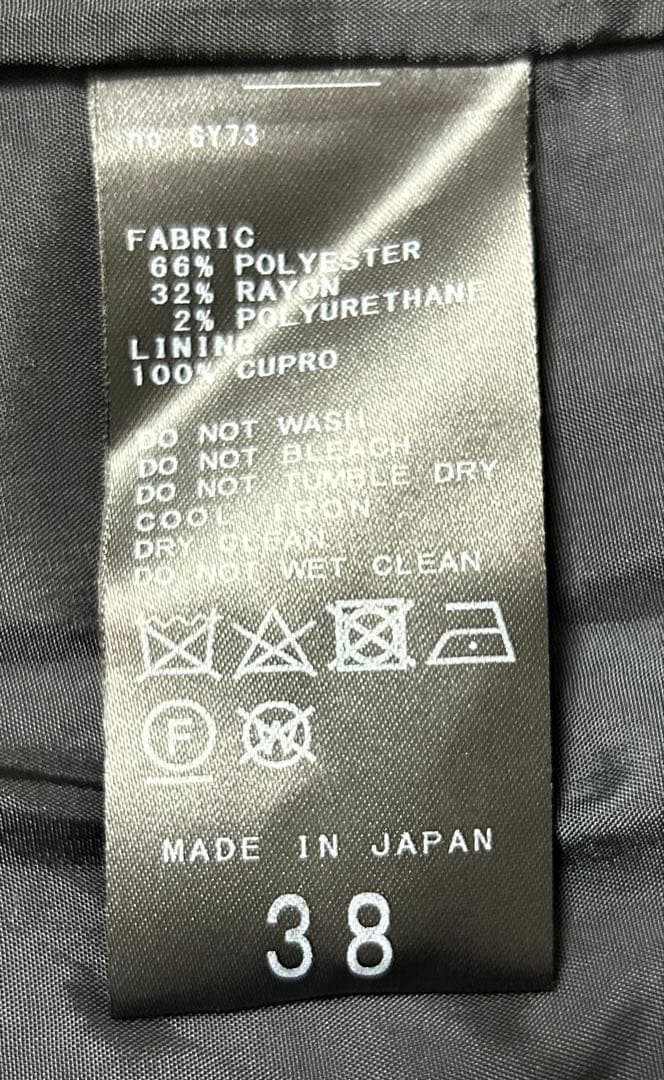 no GY73
FABRIC
66% POLYESTER
32% RAYON
2% POLYURETHANE
LINING
100% CUPRO
DO NOT WASH
DO NOT BLEACH
DO NOT TUMBLE DRY
COOL IRON
DRY CLEAN
DO NOT WET CLEAN
F W
MADE IN JAPAN
38